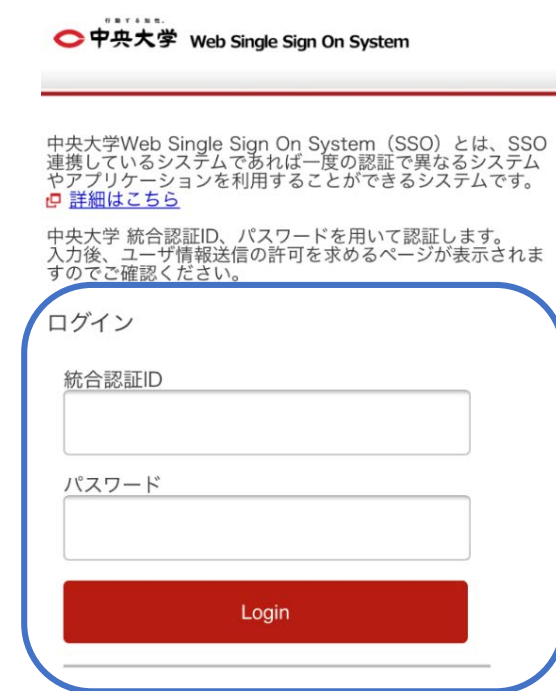 行動する知性。
中央大学 Web Single Sign On System
中央大学Web Single Sign On System（SSO）とは、SSO
連携しているシステムであれば一度の認証で異なるシステム
やアプリケーションを利用することができるシステムです。
詳細はこちら
中央大学 統合認証ID、パスワードを用いて認証します。
入力後、ユーザ情報送信の許可を求めるページが表示されま
すのでご確認ください。
ログイン
統合認証ID
パスワード
Login